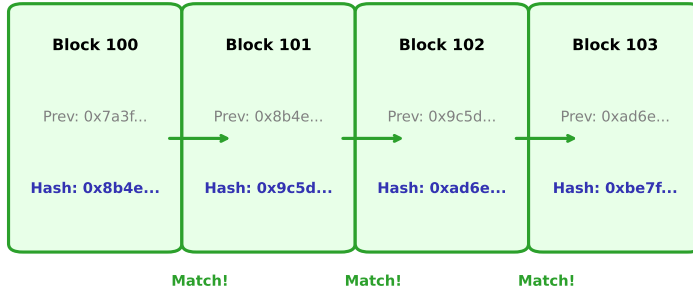 Block 100
Prev: 0x7a3f...
Hash: 0x8b4e...
Block 101
Prev: 0x8b4e...
Hash: 0x9c5d...
Block 102
Prev: 0x9c5d...
Hash: 0xad6e...
Block 103
Prev: 0xad6e...
Hash: 0xbe7f...
Match!
Match!
Match!